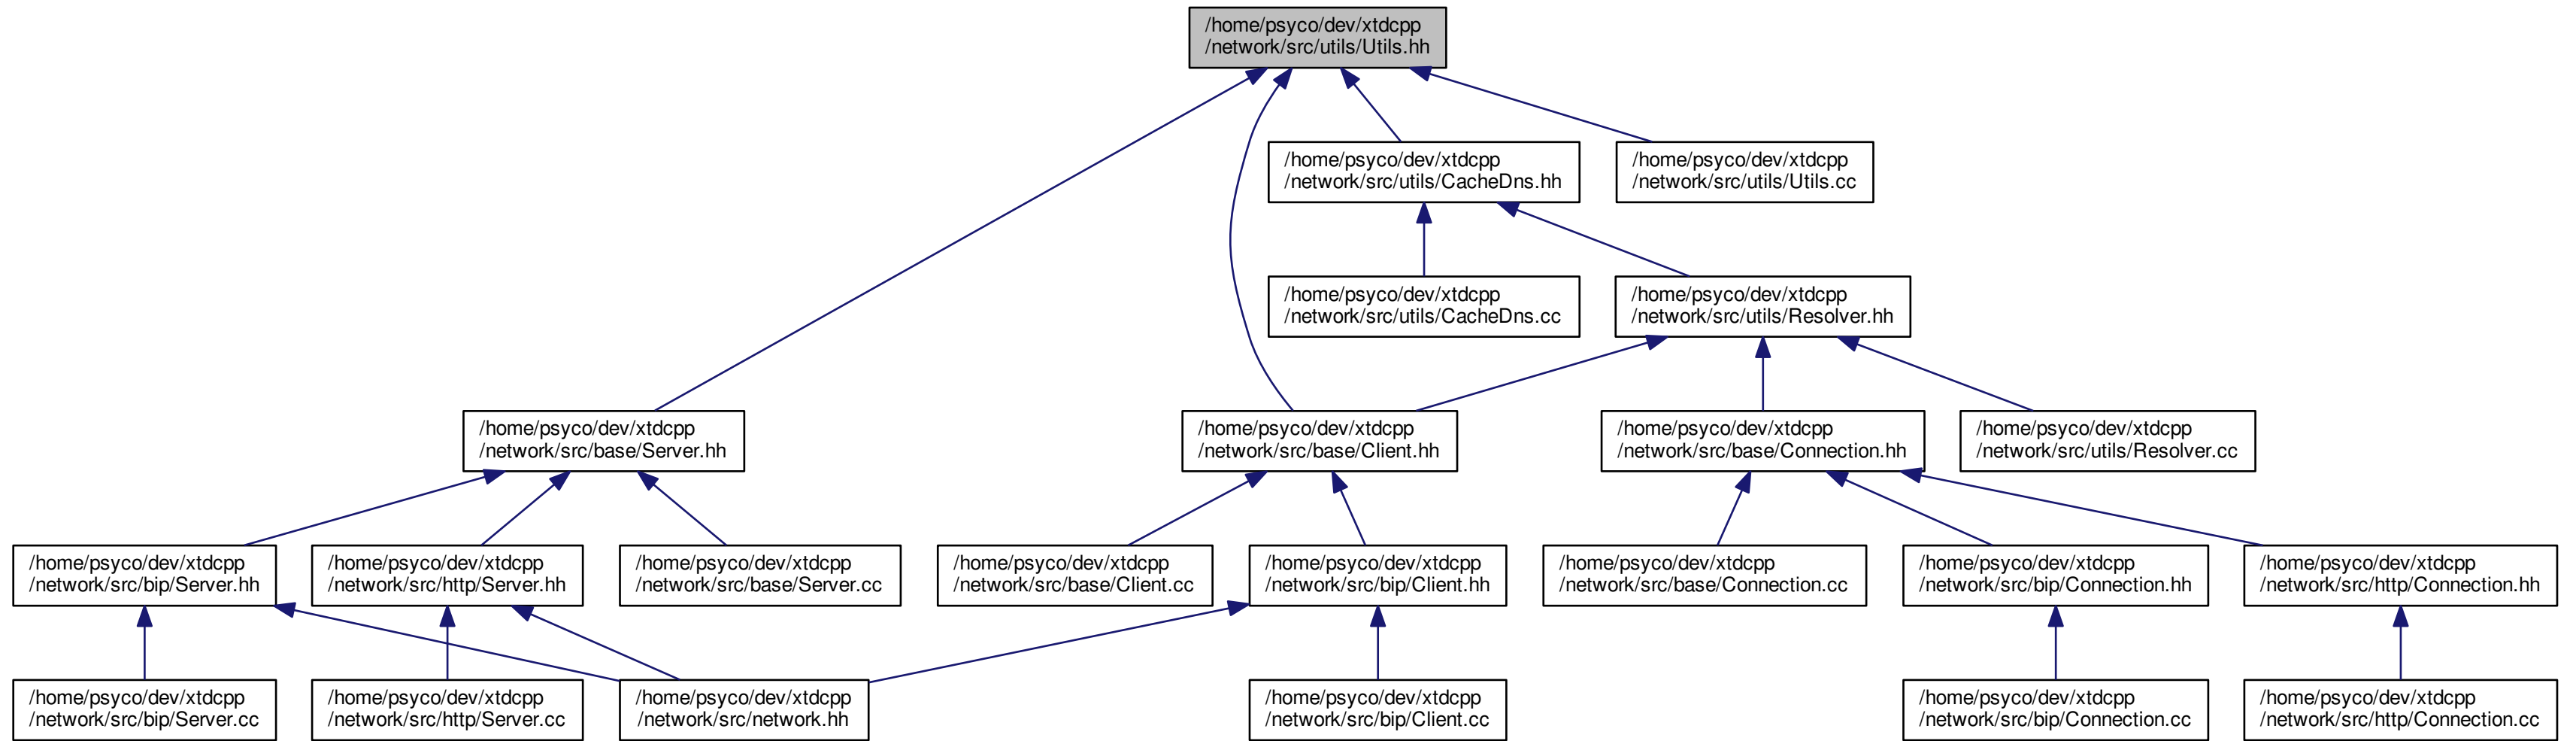 /home/psyco/dev/xtdcpp
/network/src/utils/Utils.hh
/home/psyco/dev/xtdcpp
/network/src/utils/CacheDns.hh
/home/psyco/dev/xtdcpp
/network/src/utils/Utils.cc
/home/psyco/dev/xtdcpp
/network/src/utils/CacheDns.cc
/home/psyco/dev/xtdcpp
/network/src/utils/Resolver.hh
/home/psyco/dev/xtdcpp
/network/src/base/Server.hh
/home/psyco/dev/xtdcpp
/network/src/base/Client.hh
/home/psyco/dev/xtdcpp
/network/src/base/Connection.hh
/home/psyco/dev/xtdcpp
/network/src/utils/Resolver.cc
/home/psyco/dev/xtdcpp
/network/src/bip/Server.hh
/home/psyco/dev/xtdcpp
/network/src/http/Server.hh
/home/psyco/dev/xtdcpp
/network/src/base/Server.cc
/home/psyco/dev/xtdcpp
/network/src/base/Client.cc
/home/psyco/dev/xtdcpp
/network/src/bip/Client.hh
/home/psyco/dev/xtdcpp
/network/src/base/Connection.cc
/home/psyco/dev/xtdcpp
/network/src/bip/Connection.hh
/home/psyco/dev/xtdcpp
/network/src/http/Connection.hh
/home/psyco/dev/xtdcpp
/network/src/bip/Server.cc
/home/psyco/dev/xtdcpp
/network/src/http/Server.cc
/home/psyco/dev/xtdcpp
/network/src/network.hh
/home/psyco/dev/xtdcpp
/network/src/bip/Client.cc
/home/psyco/dev/xtdcpp
/network/src/bip/Connection.cc
/home/psyco/dev/xtdcpp
/network/src/http/Connection.cc